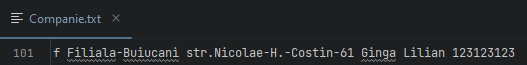 Companie.txt
101 f Filiala-Buiucani str.Nicolae-H.-Costin-61 Ginga Lilian 123123123